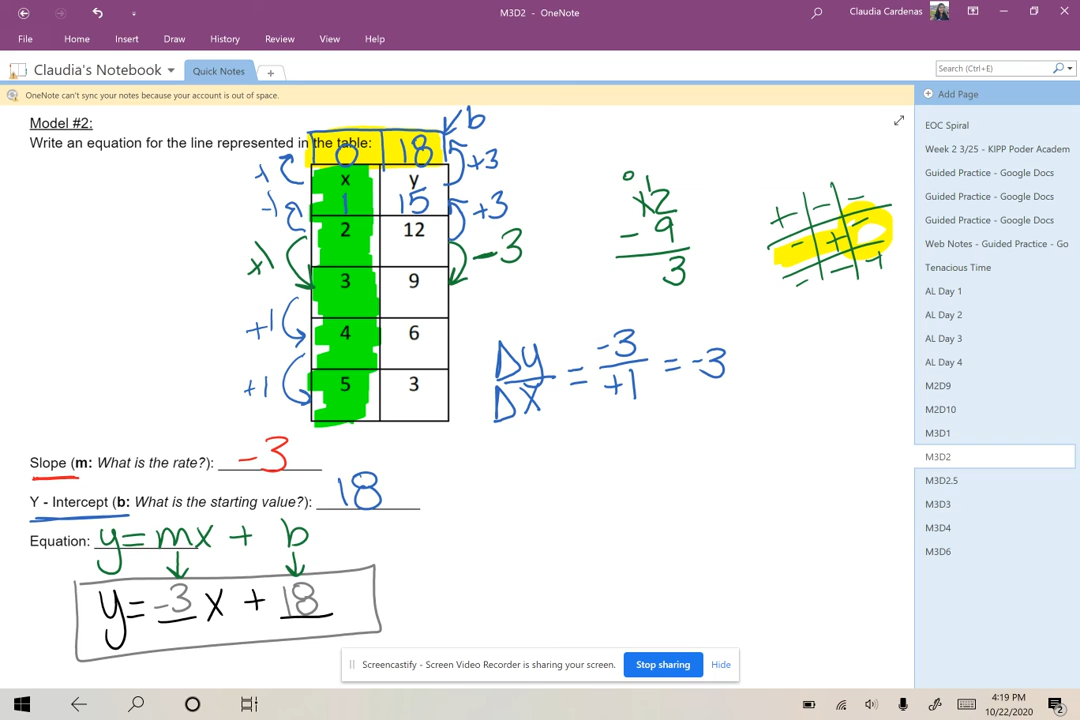 M3D2 - OneNote
Claudia Cardenas
File Home Insert Draw History Review View Help
Claudia's Notebook Quick Notes +
Search (Ctrl+E)
OneNote can't sync your notes because your account is out of space.
Add Page
Model #2:
Write an equation for the line represented in the table:
b
0 18
+3
x y
1 15
-1 +3
2 12
-3
3 9
+1
4 6
+1
5 3
12
- 9
3
+ - -
- + -
- - +
Δy/ΔX = -3/+1 = -3
Slope (m: What is the rate?): -3
Y - Intercept (b: What is the starting value?): 18
Equation: y = mx + b
y = -3 x + 18
EOC Spiral
Week 2 3/25 - KIPP Poder Academ
Guided Practice - Google Docs
Guided Practice - Google Docs
Guided Practice - Google Docs
Web Notes - Guided Practice - Go
Tenacious Time
AL Day 1
AL Day 2
AL Day 3
AL Day 4
M2D9
M2D10
M3D1
M3D2
M3D2.5
M3D3
M3D4
M3D6
Screencastify - Screen Video Recorder is sharing your screen. Stop sharing Hide
4:19 PM
10/22/2020
2